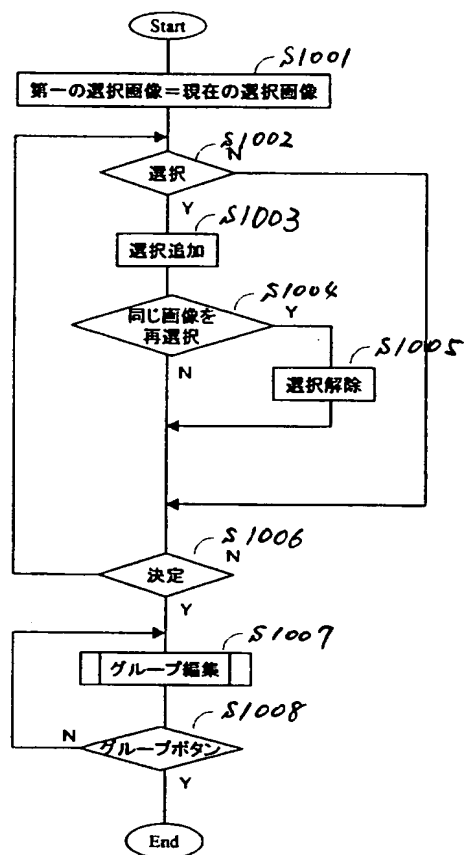 Start
S1001
第一の選択画像＝現在の選択画像
S1002
N
選択
Y
S1003
選択追加
S1004
同じ画像を
再選択
Y
S1005
N
選択解除
S1006
N
決定
Y
S1007
グループ編集
S1008
N
グループボタン
Y
End